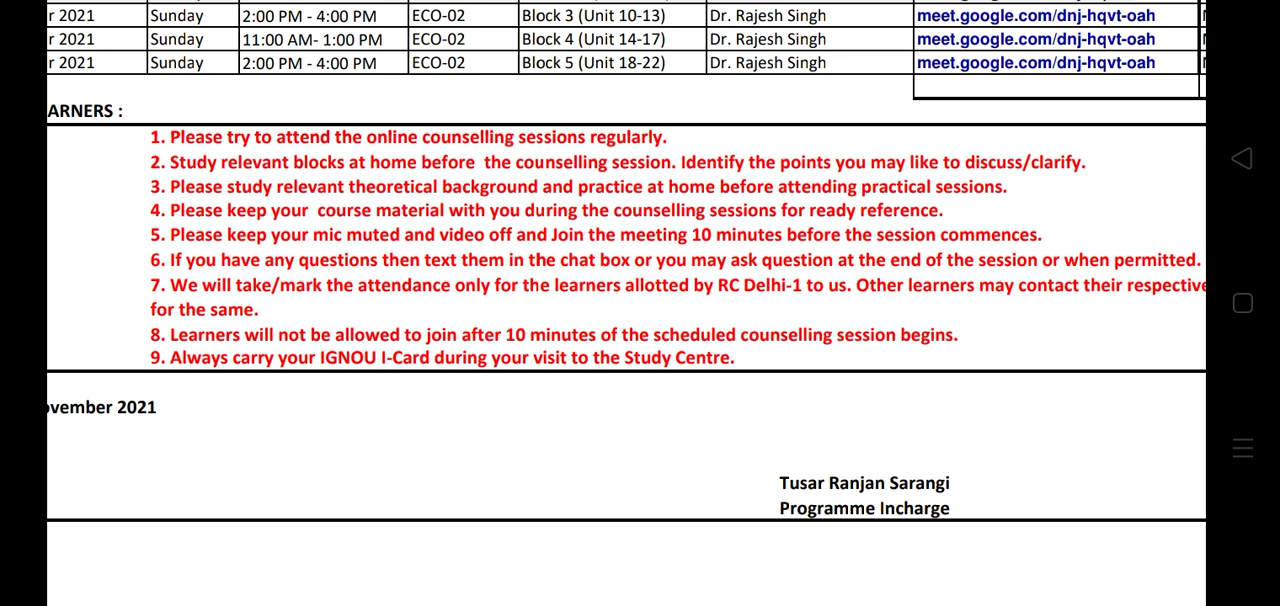 r 2021 Sunday 2:00 PM - 4:00 PM ECO-02 Block 3 (Unit 10-13) Dr. Rajesh Singh meet.google.com/dnj-hqvt-oah
r 2021 Sunday 11:00 AM- 1:00 PM ECO-02 Block 4 (Unit 14-17) Dr. Rajesh Singh meet.google.com/dnj-hqvt-oah
r 2021 Sunday 2:00 PM - 4:00 PM ECO-02 Block 5 (Unit 18-22) Dr. Rajesh Singh meet.google.com/dnj-hqvt-oah
ARNERS :
1. Please try to attend the online counselling sessions regularly.
2. Study relevant blocks at home before  the counselling session. Identify the points you may like to discuss/clarify.
3. Please study relevant theoretical background and practice at home before attending practical sessions.
4. Please keep your  course material with you during the counselling sessions for ready reference.
5. Please keep your mic muted and video off and Join the meeting 10 minutes before the session commences.
6. If you have any questions then text them in the chat box or you may ask question at the end of the session or when permitted.
7. We will take/mark the attendance only for the learners allotted by RC Delhi-1 to us. Other learners may contact their respective
for the same.
8. Learners will not be allowed to join after 10 minutes of the scheduled counselling session begins.
9. Always carry your IGNOU I-Card during your visit to the Study Centre.
ovember 2021
Tusar Ranjan Sarangi
Programme Incharge